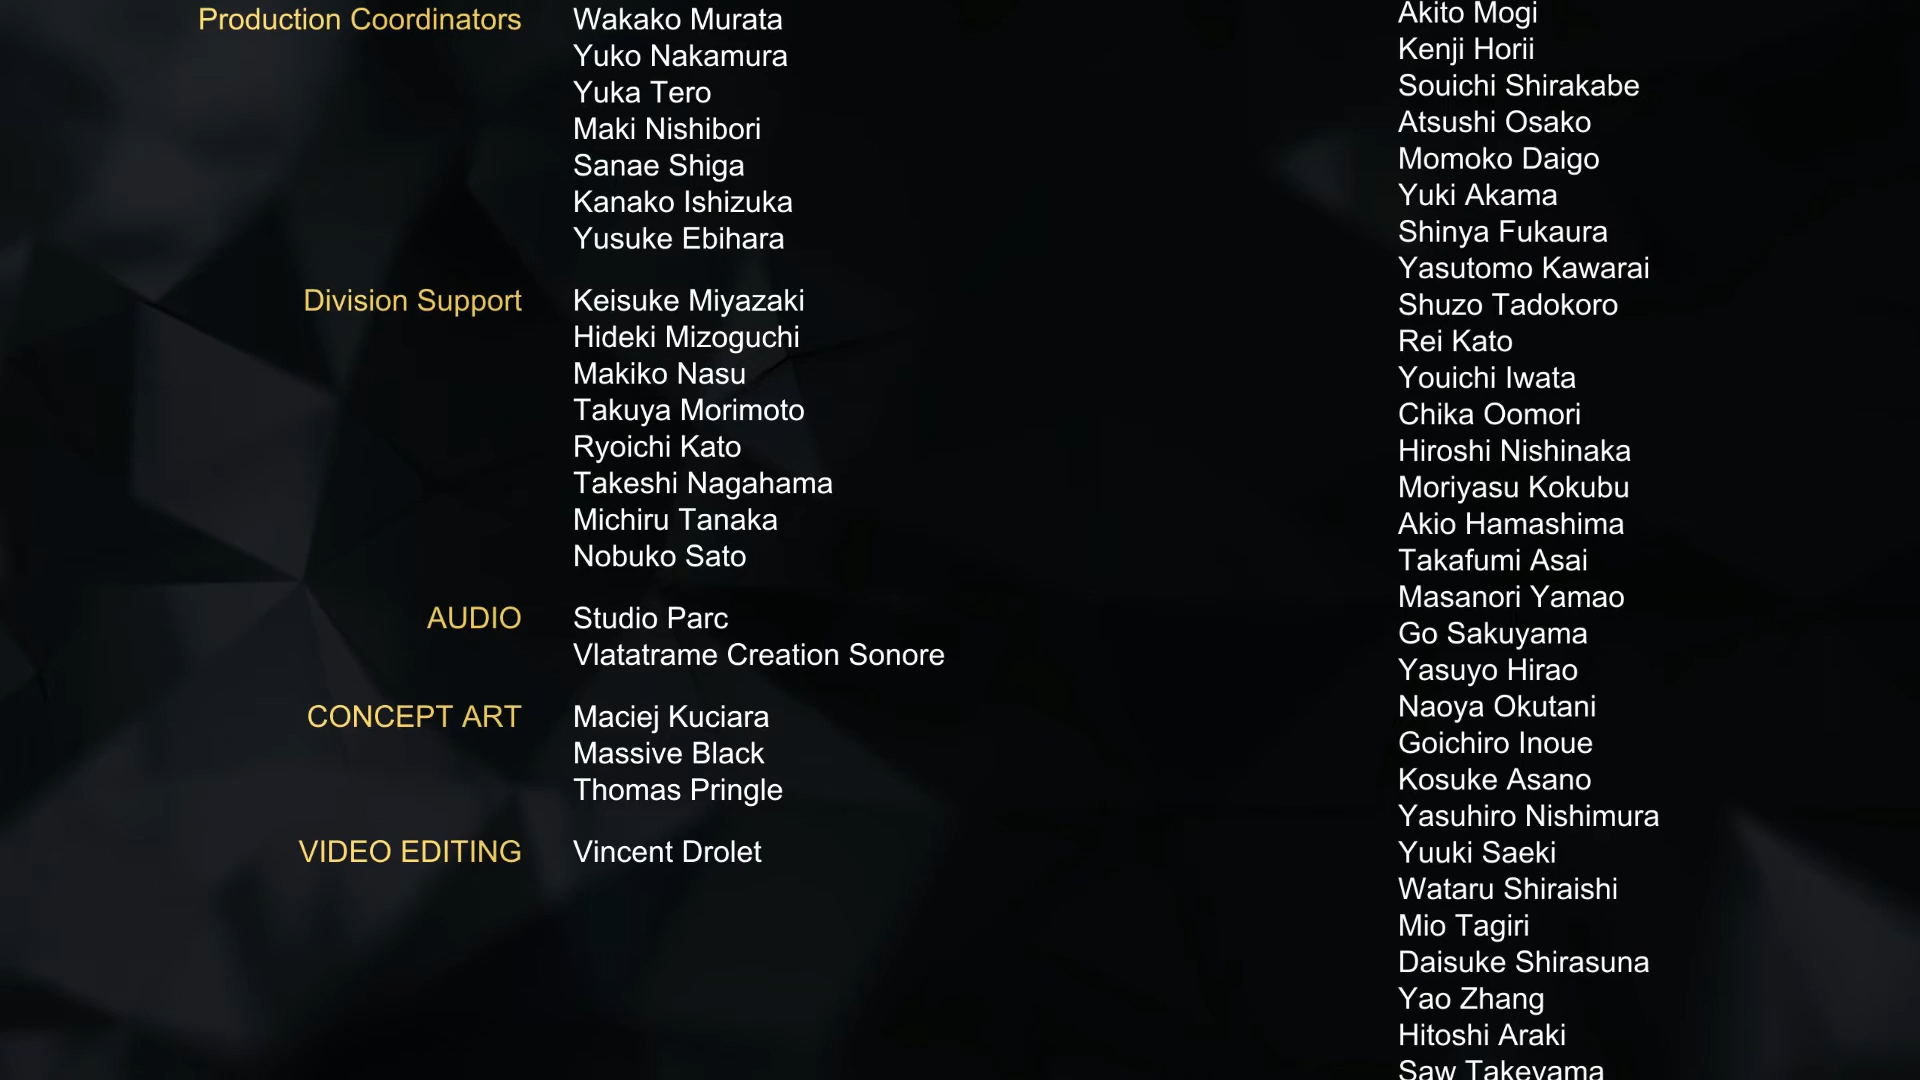 Production Coordinators Wakako Murata
Yuko Nakamura
Yuka Tero
Maki Nishibori
Sanae Shiga
Kanako Ishizuka
Yusuke Ebihara
Division Support Keisuke Miyazaki
Hideki Mizoguchi
Makiko Nasu
Takuya Morimoto
Ryoichi Kato
Takeshi Nagahama
Michiru Tanaka
Nobuko Sato
AUDIO Studio Parc
Vlatatrame Creation Sonore
CONCEPT ART Maciej Kuciara
Massive Black
Thomas Pringle
VIDEO EDITING Vincent Drolet
Akito Mogi
Kenji Horii
Souichi Shirakabe
Atsushi Osako
Momoko Daigo
Yuki Akama
Shinya Fukaura
Yasutomo Kawarai
Shuzo Tadokoro
Rei Kato
Youichi Iwata
Chika Oomori
Hiroshi Nishinaka
Moriyasu Kokubu
Akio Hamashima
Takafumi Asai
Masanori Yamao
Go Sakuyama
Yasuyo Hirao
Naoya Okutani
Goichiro Inoue
Kosuke Asano
Yasuhiro Nishimura
Yuuki Saeki
Wataru Shiraishi
Mio Tagiri
Daisuke Shirasuna
Yao Zhang
Hitoshi Araki
Saw Takeyama